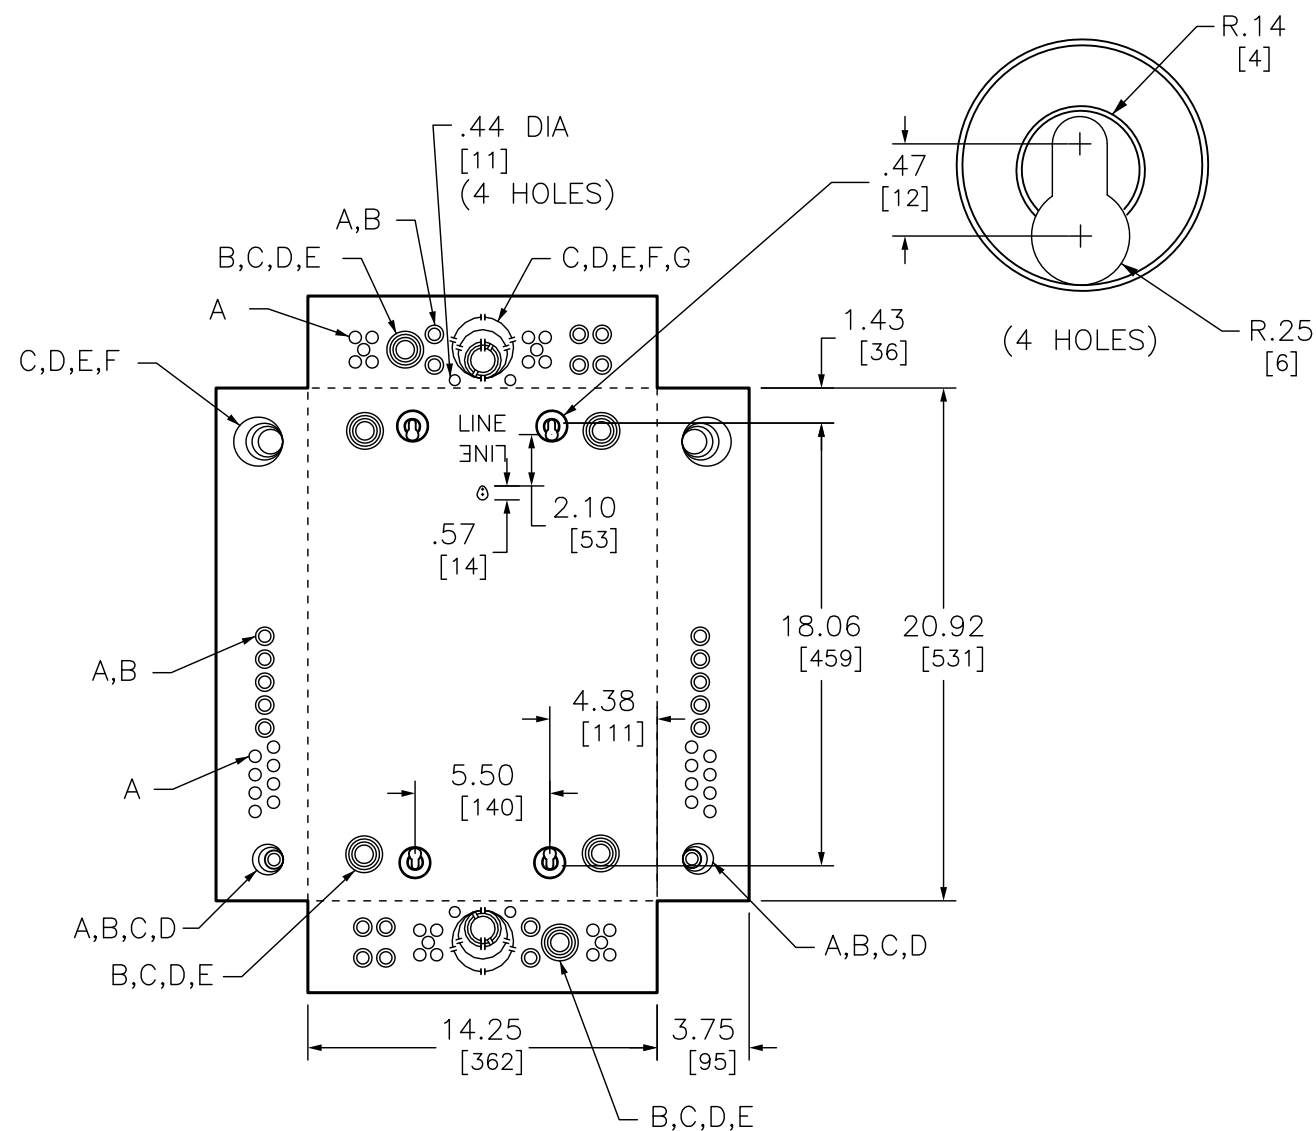 R.14
[4]
.44 DIA
[11]
(4 HOLES)
.47
[12]
A,B
B,C,D,E
C,D,E,F,G
A
1.43
[36]
(4 HOLES)
R.25
[6]
C,D,E,F
LINE
LINE
2.10
[53]
.57
[14]
18.06
[459]
20.92
[531]
A,B
4.38
[111]
A
5.50
[140]
A,B,C,D
A,B,C,D
B,C,D,E
14.25
[362]
3.75
[95]
B,C,D,E